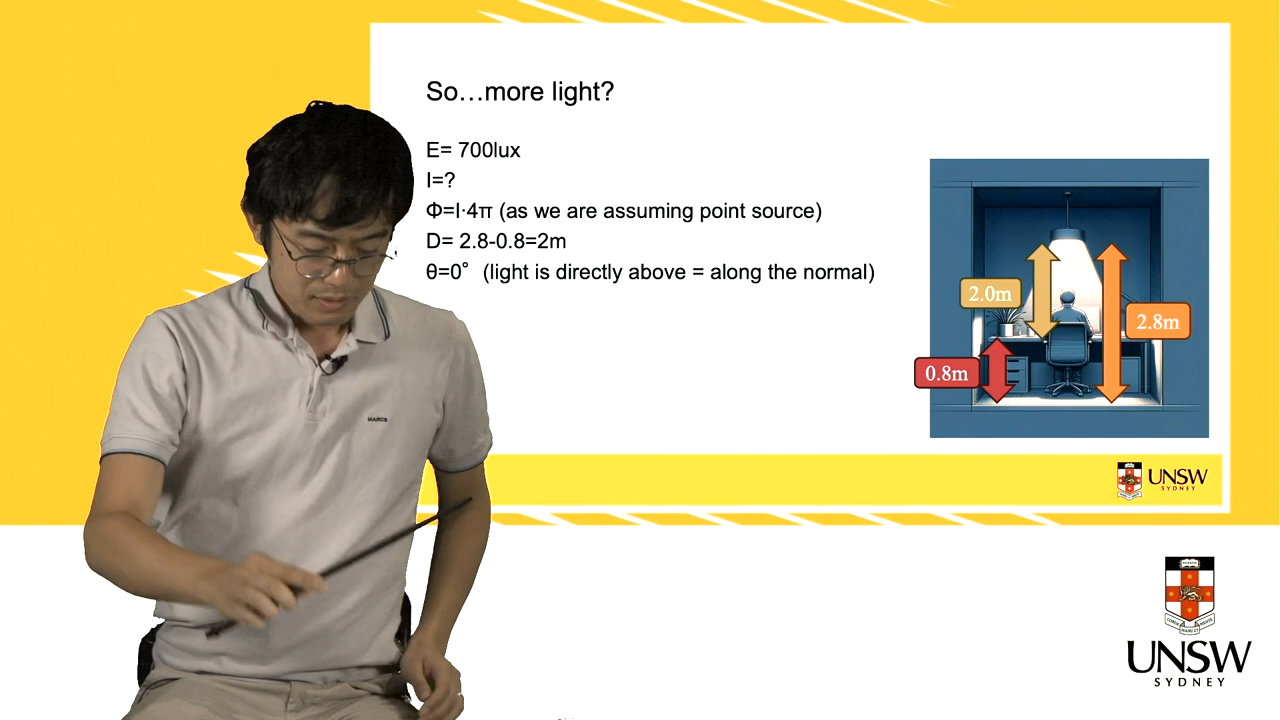 So…more light?
E= 700lux
I=?
Φ=I·4π (as we are assuming point source)
D= 2.8-0.8=2m
θ=0° (light is directly above = along the normal)
2.0m
2.8m
0.8m
MARCS
UNSW
SYDNEY
UNSW
SYDNEY